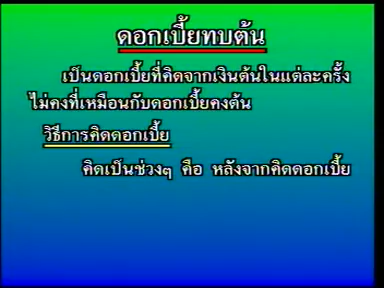 ดอกเบี้ยทบต้น
เป็นดอกเบี้ยที่คิดจากเงินต้นในแต่ละครั้ง
ไม่คงที่เหมือนกับดอกเบี้ยคงต้น
วิธีการคิดดอกเบี้ย
คิดเป็นช่วงๆ คือ หลังจากคิดดอกเบี้ย